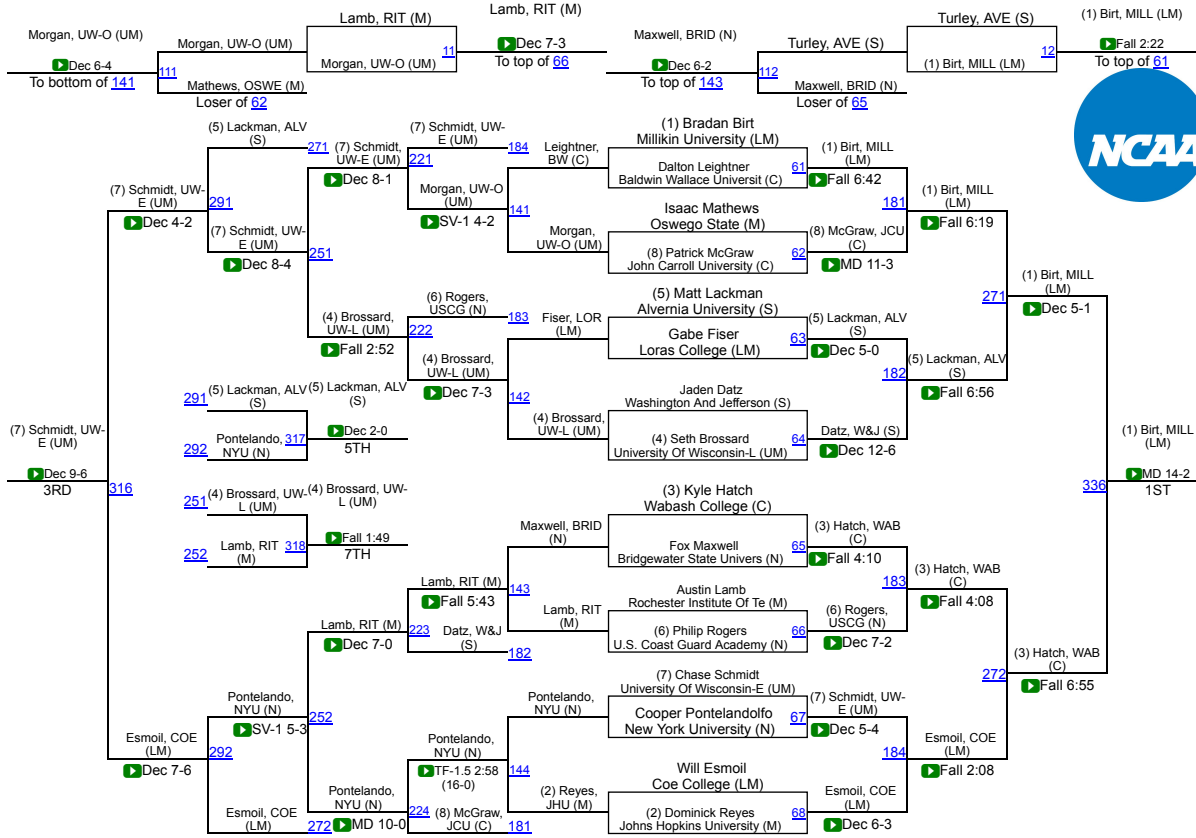 Lamb, RIT (M)
Lamb, RIT (M)
Morgan, UW-O (UM)
Morgan, UW-O (UM)
11
Dec 7-3
Morgan, UW-O (UM)
Dec 6-4
To top of 66
To bottom of 141
111
Mathews, OSWE (M)
Loser of 62
Turley, AVE (S)
(1) Birt, MILL (LM)
Maxwell, BRID (N)
Turley, AVE (S)
12
Fall 2:22
(1) Birt, MILL (LM)
Dec 6-2
To top of 61
To top of 143
112
Maxwell, BRID (N)
Loser of 65
NCAA
(5) Lackman, ALV
(S)
271
(7) Schmidt, UW-
E (UM)
Dec 8-1
(7) Schmidt, UW-
E (UM)
184
221
Leightner,
BW (C)
(1) Bradan Birt
Millikin University (LM)
Dalton Leightner
Baldwin Wallace Universit (C)
61
(1) Birt, MILL
(LM)
Fall 6:42
(7) Schmidt, UW-
E (UM)
Dec 4-2
291
(7) Schmidt, UW-
E (UM)
Dec 8-4
251
Morgan, UW-O
(UM)
SV-1 4-2
141
Morgan,
UW-O (UM)
Isaac Mathews
Oswego State (M)
(8) Patrick McGraw
John Carroll University (C)
62
(8) McGraw, JCU
(C)
MD 11-3
181
(1) Birt, MILL
(LM)
Fall 6:19
(4) Brossard,
UW-L (UM)
Fall 2:52
(6) Rogers,
USCG (N)
183
222
Fiser, LOR
(LM)
(5) Matt Lackman
Alvernia University (S)
Gabe Fiser
Loras College (LM)
63
(5) Lackman, ALV
(S)
Dec 5-0
271
(1) Birt, MILL
(LM)
Dec 5-1
(4) Brossard,
UW-L (UM)
Dec 7-3
142
(4) Brossard,
UW-L (UM)
Jaden Datz
Washington And Jefferson (S)
(4) Seth Brossard
University Of Wisconsin-L (UM)
64
Datz, W&J (S)
Dec 12-6
182
(5) Lackman, ALV
(S)
Fall 6:56
291
(5) Lackman, ALV
(S)
(5) Lackman, ALV
(S)
Dec 2-0
5TH
292
Pontelando,
NYU (N)
317
(7) Schmidt, UW-
E (UM)
Dec 9-6
3RD
316
251
(4) Brossard, UW-
L (UM)
(4) Brossard, UW-
L (UM)
Fall 1:49
7TH
252
Lamb, RIT
(M)
318
(1) Birt, MILL
(LM)
MD 14-2
1ST
336
Maxwell, BRID
(N)
(3) Kyle Hatch
Wabash College (C)
Fox Maxwell
Bridgewater State Univers (N)
65
(3) Hatch, WAB
(C)
Fall 4:10
Lamb, RIT (M)
Fall 5:43
143
Lamb, RIT
(M)
Austin Lamb
Rochester Institute Of Te (M)
(6) Philip Rogers
U.S. Coast Guard Academy (N)
66
(6) Rogers,
USCG (N)
Dec 7-2
183
(3) Hatch, WAB
(C)
Fall 4:08
Lamb, RIT (M)
Dec 7-0
223
Datz, W&J
(S)
182
272
(3) Hatch, WAB
(C)
Fall 6:55
Pontelando,
NYU (N)
SV-1 5-3
252
Pontelando,
NYU (N)
(7) Chase Schmidt
University Of Wisconsin-E (UM)
Cooper Pontelandolfo
New York University (N)
67
(7) Schmidt, UW-
E (UM)
Dec 5-4
Esmoil, COE
(LM)
Dec 7-6
292
Pontelando,
NYU (N)
TF-1.5 2:58
(16-0)
144
184
Esmoil, COE
(LM)
Fall 2:08
Esmoil, COE
(LM)
272
Pontelando,
NYU (N)
MD 10-0
224
(8) McGraw,
JCU (C)
181
(2) Reyes,
JHU (M)
Will Esmoil
Coe College (LM)
(2) Dominick Reyes
Johns Hopkins University (M)
68
Esmoil, COE
(LM)
Dec 6-3